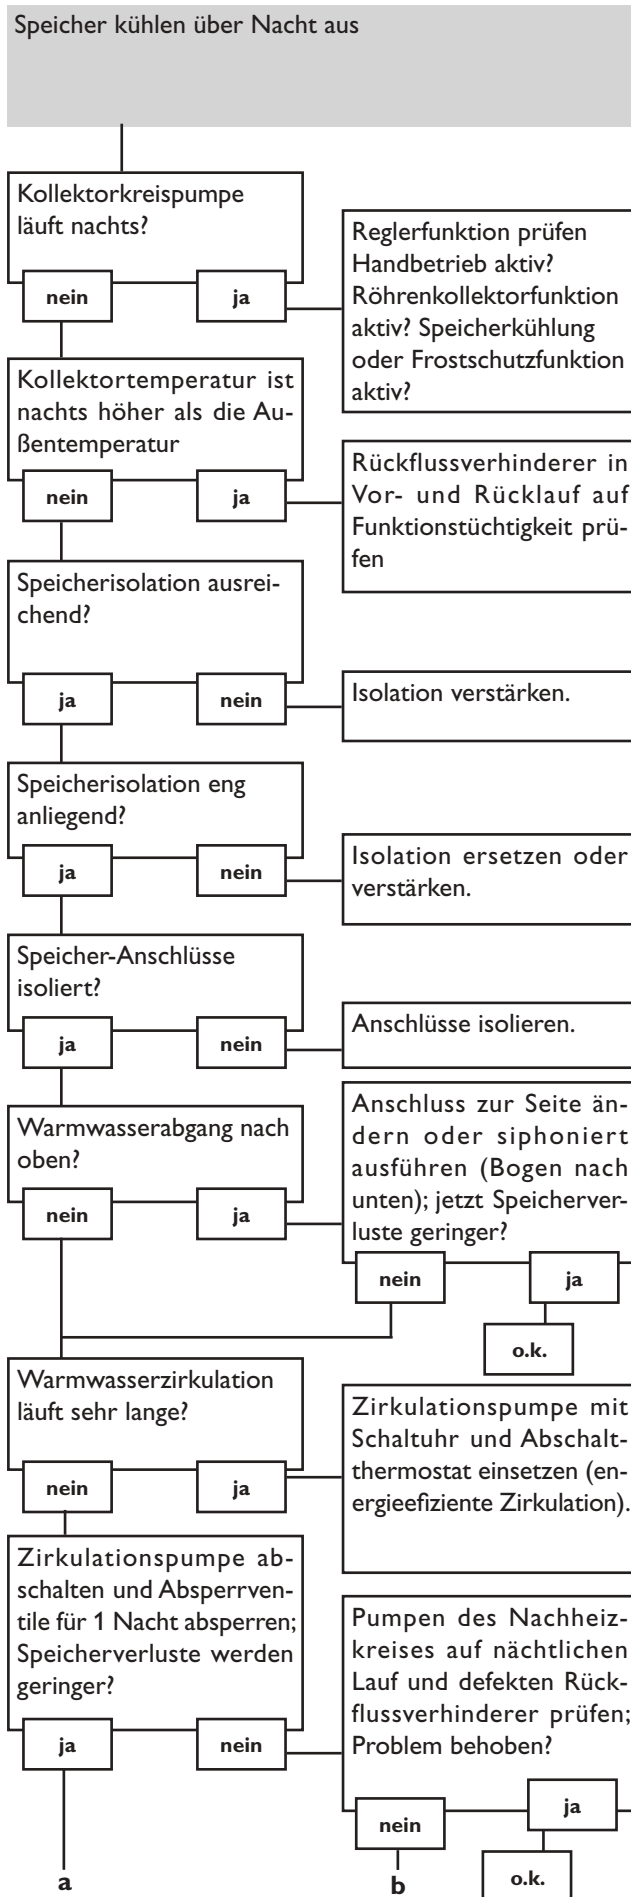 Speicher kühlen über Nacht aus
Kollektorkreispumpe
läuft nachts?
nein
ja
Reglerfunktion prüfen
Handbetrieb aktiv?
Röhrenkollektorfunktion
aktiv? Speicherkühlung
oder Frostschutzfunktion
aktiv?
Kollektortemperatur ist
nachts höher als die Au-
ßentemperatur
nein
ja
Rückflussverhinderer in
Vor- und Rücklauf auf
Funktionstüchtigkeit prü-
fen
Speicherisolation ausrei-
chend?
ja
nein
Isolation verstärken.
Speicherisolation eng
anliegend?
ja
nein
Isolation ersetzen oder
verstärken.
Speicher-Anschlüsse
isoliert?
ja
nein
Anschlüsse isolieren.
Warmwasserabgang nach
oben?
nein
ja
Anschluss zur Seite än-
dern oder siphoniert
ausführen (Bogen nach
unten); jetzt Speicherver-
luste geringer?
nein
ja
o.k.
Warmwasserzirkulation
läuft sehr lange?
nein
ja
Zirkulationspumpe mit
Schaltuhr und Abschalt-
thermostat einsetzen (en-
ergieefiziente Zirkulation).
Zirkulationspumpe ab-
schalten und Absperrven-
tile für 1 Nacht absperren;
Speicherverluste werden
geringer?
ja
nein
Pumpen des Nachheiz-
kreises auf nächtlichen
Lauf und defekten Rück-
flussverhinderer prüfen;
Problem behoben?
nein
ja
a
b
o.k.